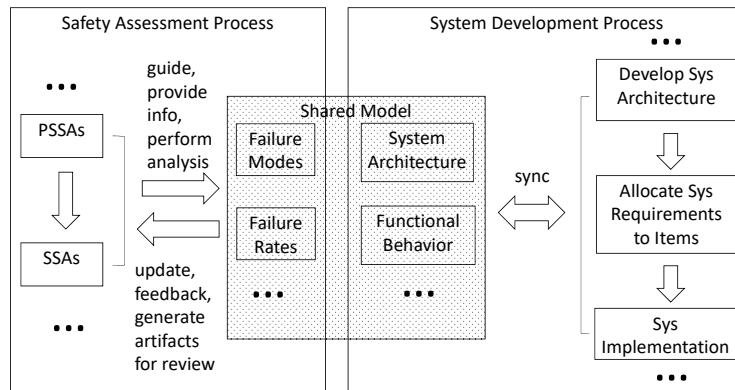 Safety Assessment Process
System Development Process
•••
guide,
provide
info,
perform
analysis
PSSAs
SSAs
•••
update,
feedback,
generate
artifacts
for review
Shared Model
Failure
Modes
Failure
Rates
•••
System
Architecture
Functional
Behavior
•••
sync
•••
Develop Sys
Architecture
Allocate Sys
Requirements
to Items
Sys
Implementation
•••